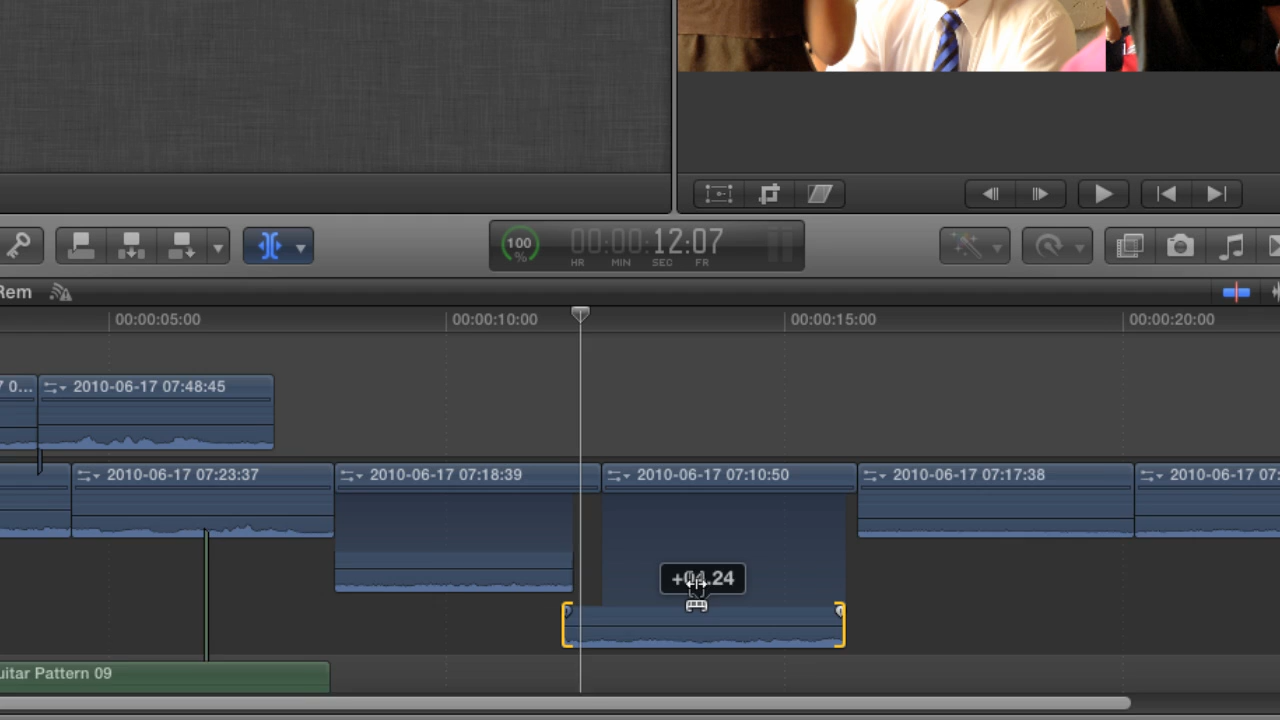 100
%
00:00:12:07
HR MIN SEC FR
Rem
00:00:05:00 00:00:10:00 00:00:15:00 00:00:20:00
7 0... 2010-06-17 07:48:45
2010-06-17 07:23:37 2010-06-17 07:18:39 2010-06-17 07:10:50 2010-06-17 07:17:38 2010-06-17 07:
uitar Pattern 09